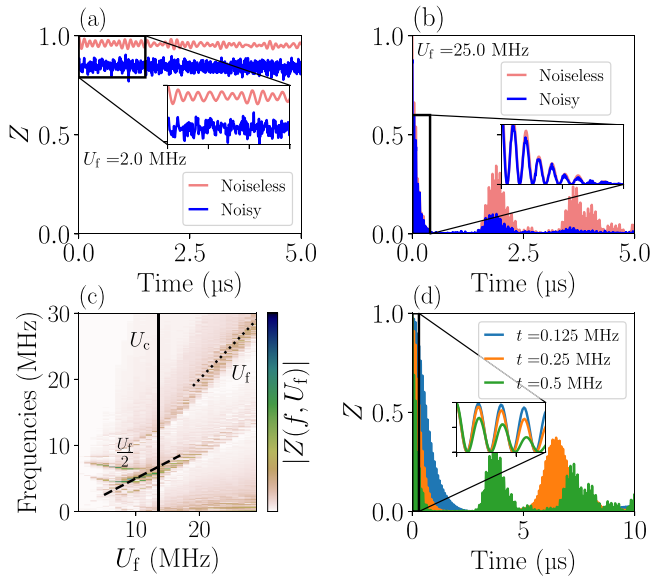 (a)
1.0
0.5
0.0
Z
U_f =2.0 MHz
Noiseless
Noisy
0.0
2.5
5.0
Time (µs)
(b)
1.0
0.5
0.0
U_f =25.0 MHz
Noiseless
Noisy
0.0
2.5
5.0
Time (µs)
(c)
30
20
10
0
Frequencies (MHz)
U_c
U_f
U_f/2
20
U_f (MHz)
|Z(f, U_f)|
(d)
1.0
0.5
0.0
Z
t =0.125 MHz
t =0.25 MHz
t =0.5 MHz
0
5
10
Time (µs)